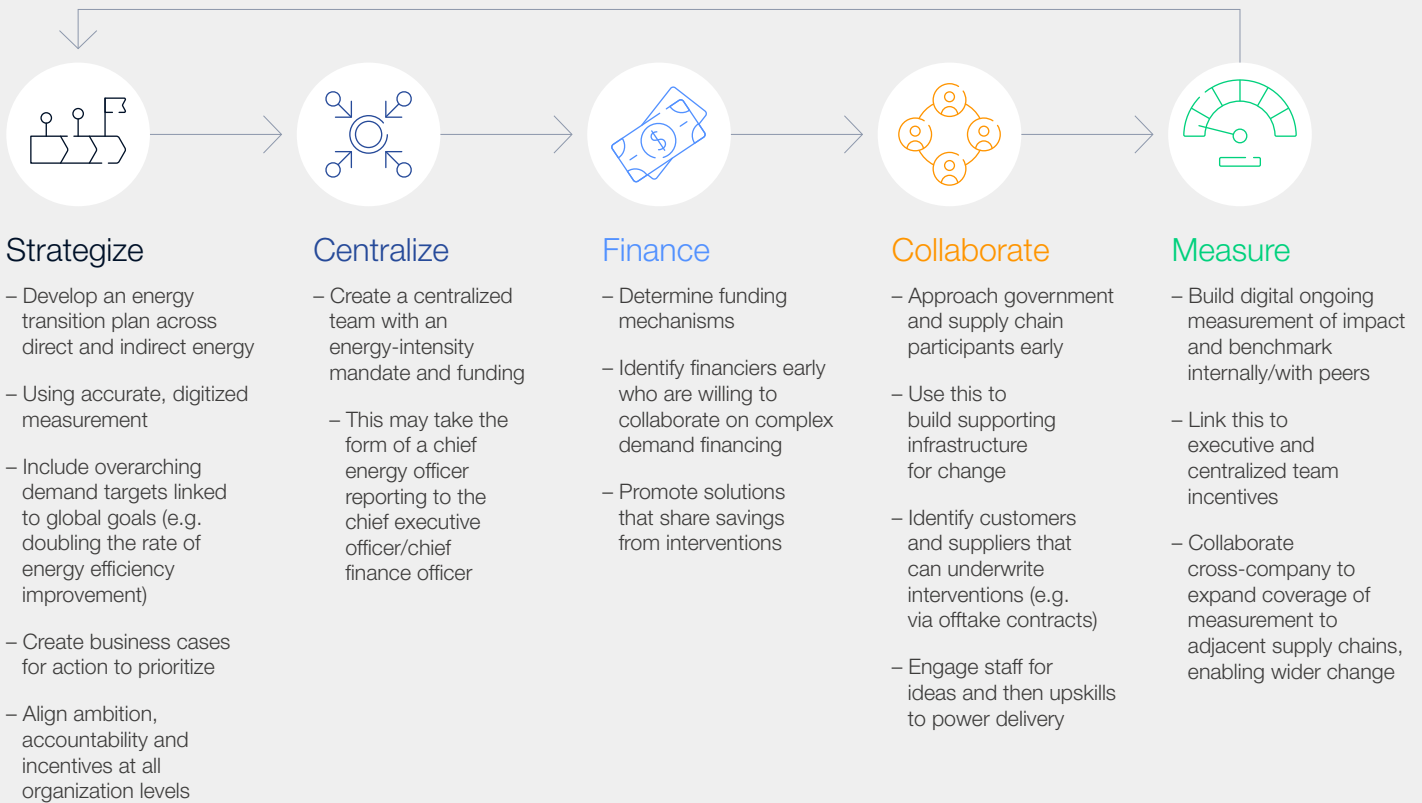 Strategize
– Develop an energy
transition plan across
direct and indirect energy
– Using accurate, digitized
measurement
– Include overarching
demand targets linked
to global goals (e.g.
doubling the rate of
energy efficiency
improvement)
– Create business cases
for action to prioritize
– Align ambition,
accountability and
incentives at all
organization levels
Centralize
– Create a centralized
team with an
energy-intensity
mandate and funding
– This may take the
form of a chief
energy officer
reporting to the
chief executive
officer/chief
finance officer
$
Finance
– Determine funding
mechanisms
– Identify financiers early
who are willing to
collaborate on complex
demand financing
– Promote solutions
that share savings
from interventions
Collaborate
– Approach government
and supply chain
participants early
– Use this to
build supporting
infrastructure
for change
– Identify customers
and suppliers that
can underwrite
interventions (e.g.
via offtake contracts)
– Engage staff for
ideas and then upskills
to power delivery
Measure
– Build digital ongoing
measurement of impact
and benchmark
internally/with peers
– Link this to
executive and
centralized team
incentives
– Collaborate
cross-company to
expand coverage of
measurement to
adjacent supply chains,
enabling wider change